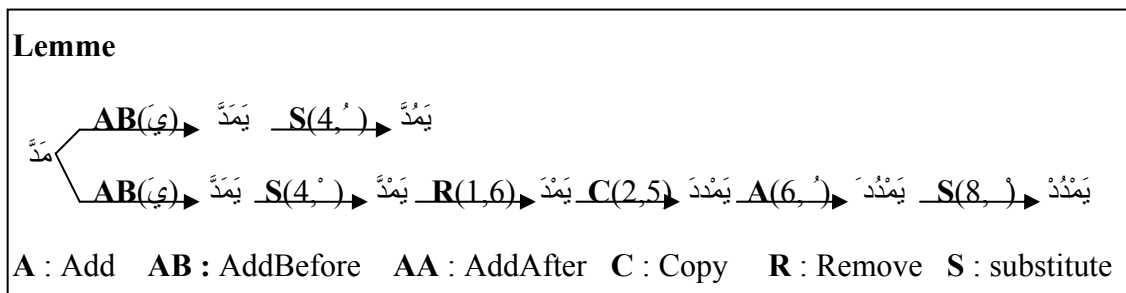 Lemme
AB(يَ) يَمَدَّ S(4, ُ ) يَمُدَّ
مَدَّ
AB(يَ) يَمَدَّ S(4, ْ ) يَمْدَّ R(1,6) يَمْدَ C(2,5) يَمْددَ A(6, ُ ) يَمْدُد َ S(8, ْ ) يَمْدُدْ
A : Add AB : AddBefore AA : AddAfter C : Copy R : Remove S : substitute